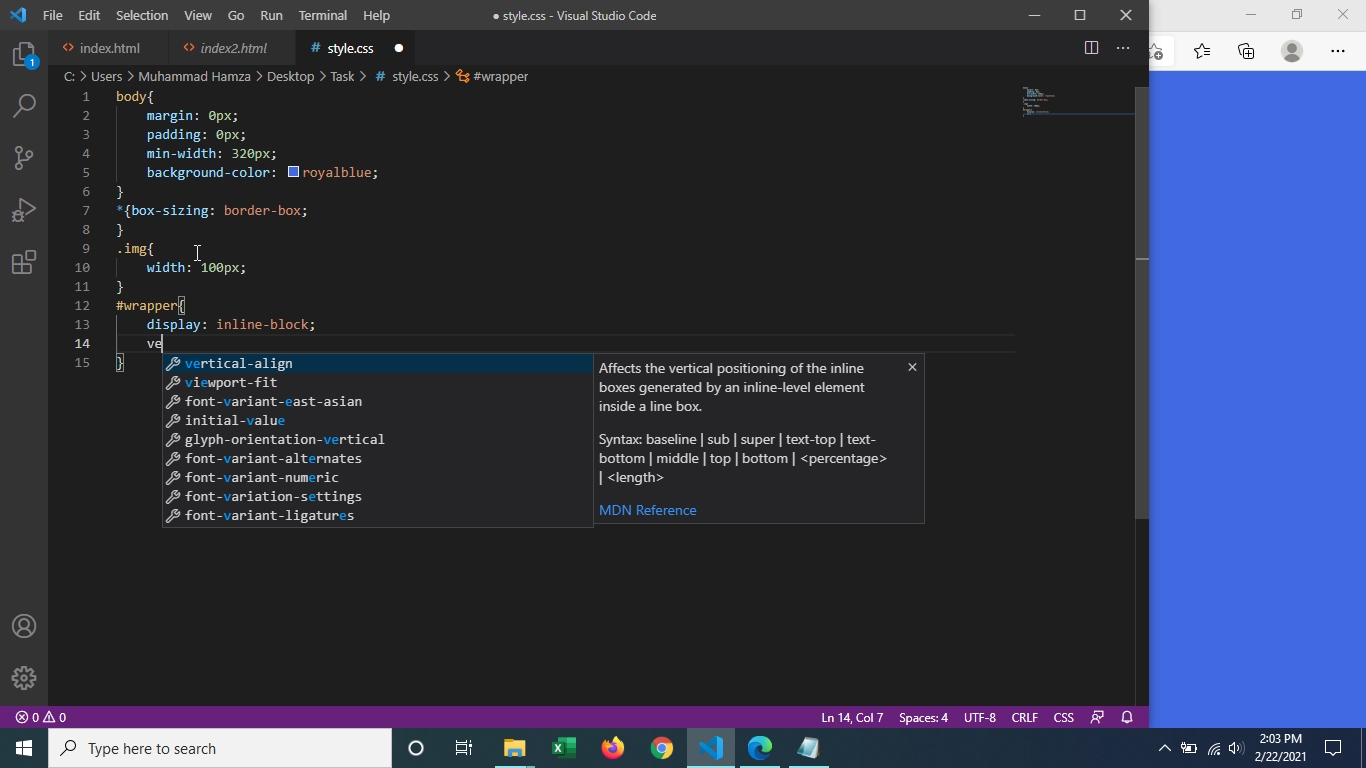 File Edit Selection View Go Run Terminal Help
● style.css - Visual Studio Code
<> index.html
<> index2.html
# style.css ●
C: > Users > Muhammad Hamza > Desktop > Task > # style.css > #wrapper
1 body{
2     margin: 0px;
3     padding: 0px;
4     min-width: 320px;
5     background-color: royalblue;
6 }
7 *{box-sizing: border-box;
8 }
9 .img{
10     width: 100px;
11 }
12 #wrapper{
13     display: inline-block;
14     ve
15 }
vertical-align
viewport-fit
font-variant-east-asian
initial-value
glyph-orientation-vertical
font-variant-alternates
font-variant-numeric
font-variation-settings
font-variant-ligatures
Affects the vertical positioning of the inline
boxes generated by an inline-level element
inside a line box.
Syntax: baseline | sub | super | text-top | text-
bottom | middle | top | bottom | <percentage>
| <length>
MDN Reference
1
0 0
Ln 14, Col 7 Spaces: 4 UTF-8 CRLF CSS
Type here to search
2:03 PM
2/22/2021